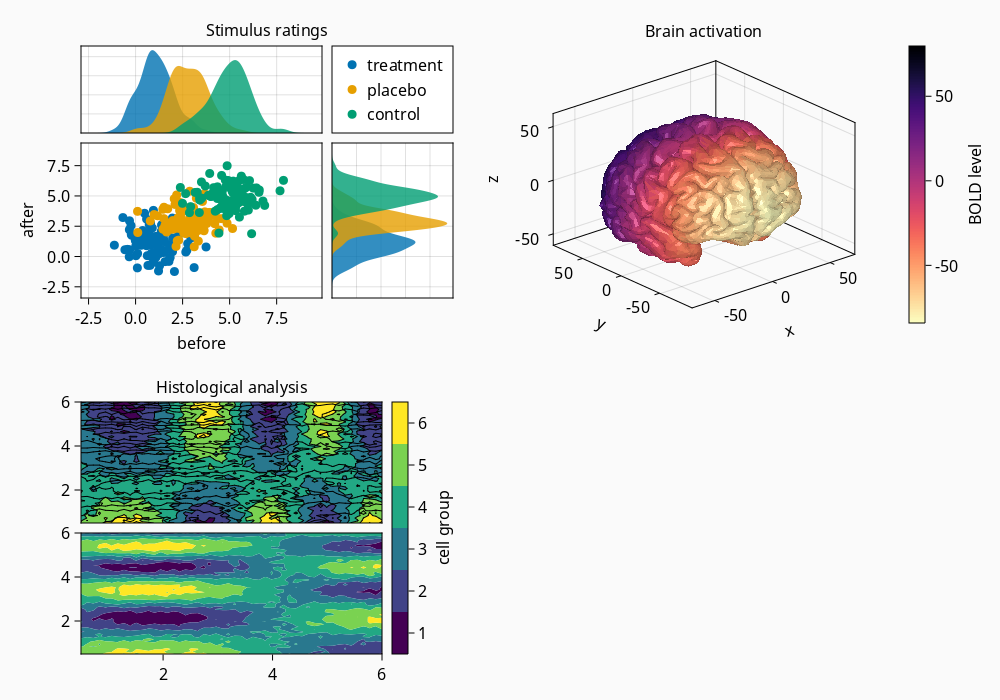 Stimulus ratings
treatment
placebo
control
after
7.5
5.0
2.5
0.0
-2.5
-2.5 0.0 2.5 5.0 7.5
before
Brain activation
z
50
0
-50
50 0 -50
y
-50 0 50
x
50
0
-50
BOLD level
Histological analysis
6
4
2
6
4
2
2 4 6
6
5
4
3
2
1
cell group